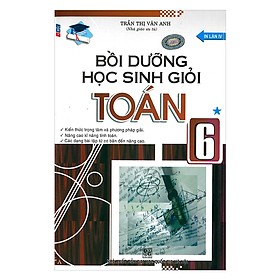 TRẦN THỊ VÂN ANH
(Nhà giáo ưu tú)
IN LẦN IV
BỒI DƯỠNG
HỌC SINH GIỎI
TOÁN
6
✓ Kiến thức trọng tâm và phương pháp giải.
✓ Nâng cao kĩ năng tính toán.
✓ Các dạng bài tập từ cơ bản đến nâng cao.